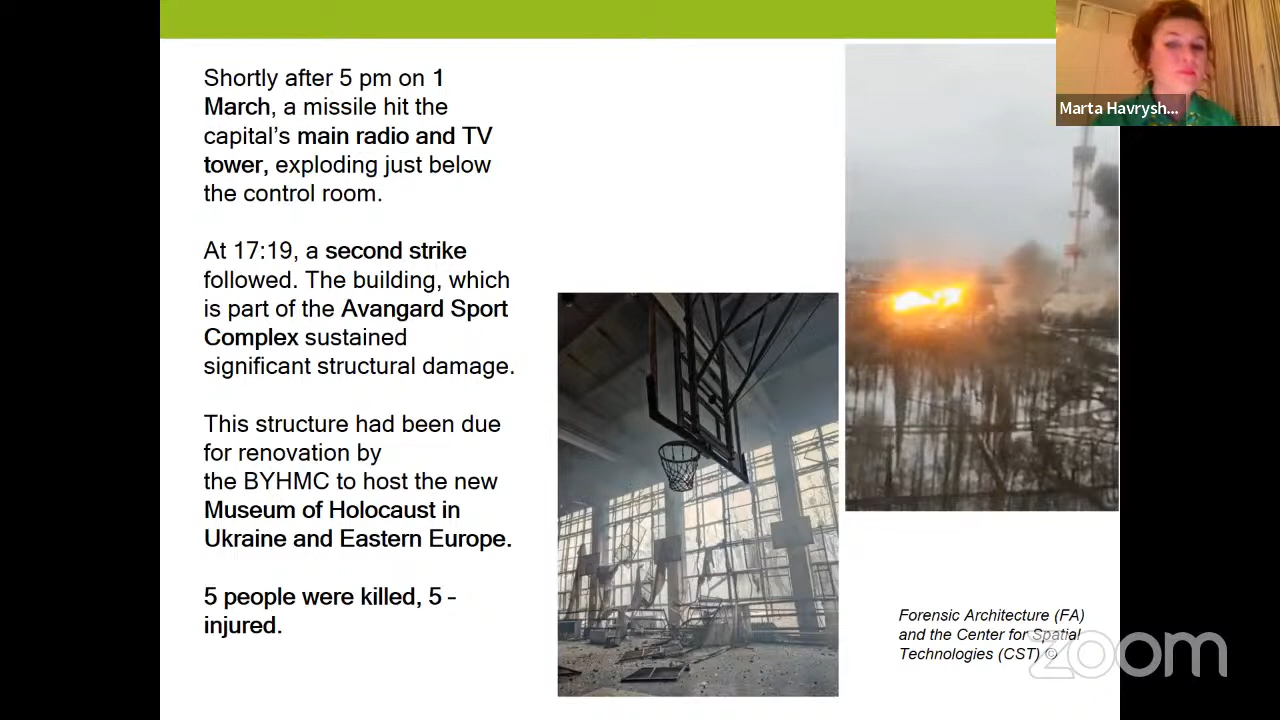 Shortly after 5 pm on 1
March, a missile hit the
capital's main radio and TV
tower, exploding just below
the control room.
At 17:19, a second strike
followed. The building, which
is part of the Avangard Sport
Complex sustained
significant structural damage.
This structure had been due
for renovation by
the BYHMC to host the new
Museum of Holocaust in
Ukraine and Eastern Europe.
5 people were killed, 5 -
injured.
Marta Havrysh...
Forensic Architecture (FA)
and the Center for Spatial
Technologies (CST) ©
zoom